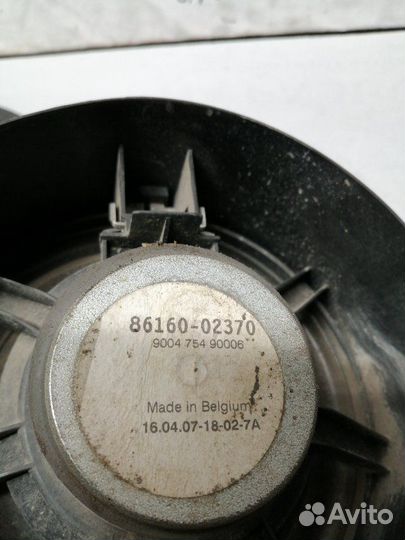 86160-02370
9004 754 90006
Made in Belgium
16.04.07-18-02-7A
Avito